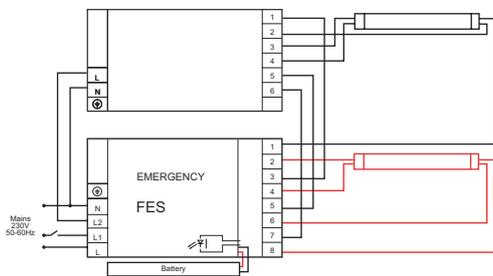 1
2
3
4
5
6
L
N
EMERGENCY
FES
N
L2
L1
L
1
2
3
4
5
6
7
8
Mains
230V
50-60Hz
Battery